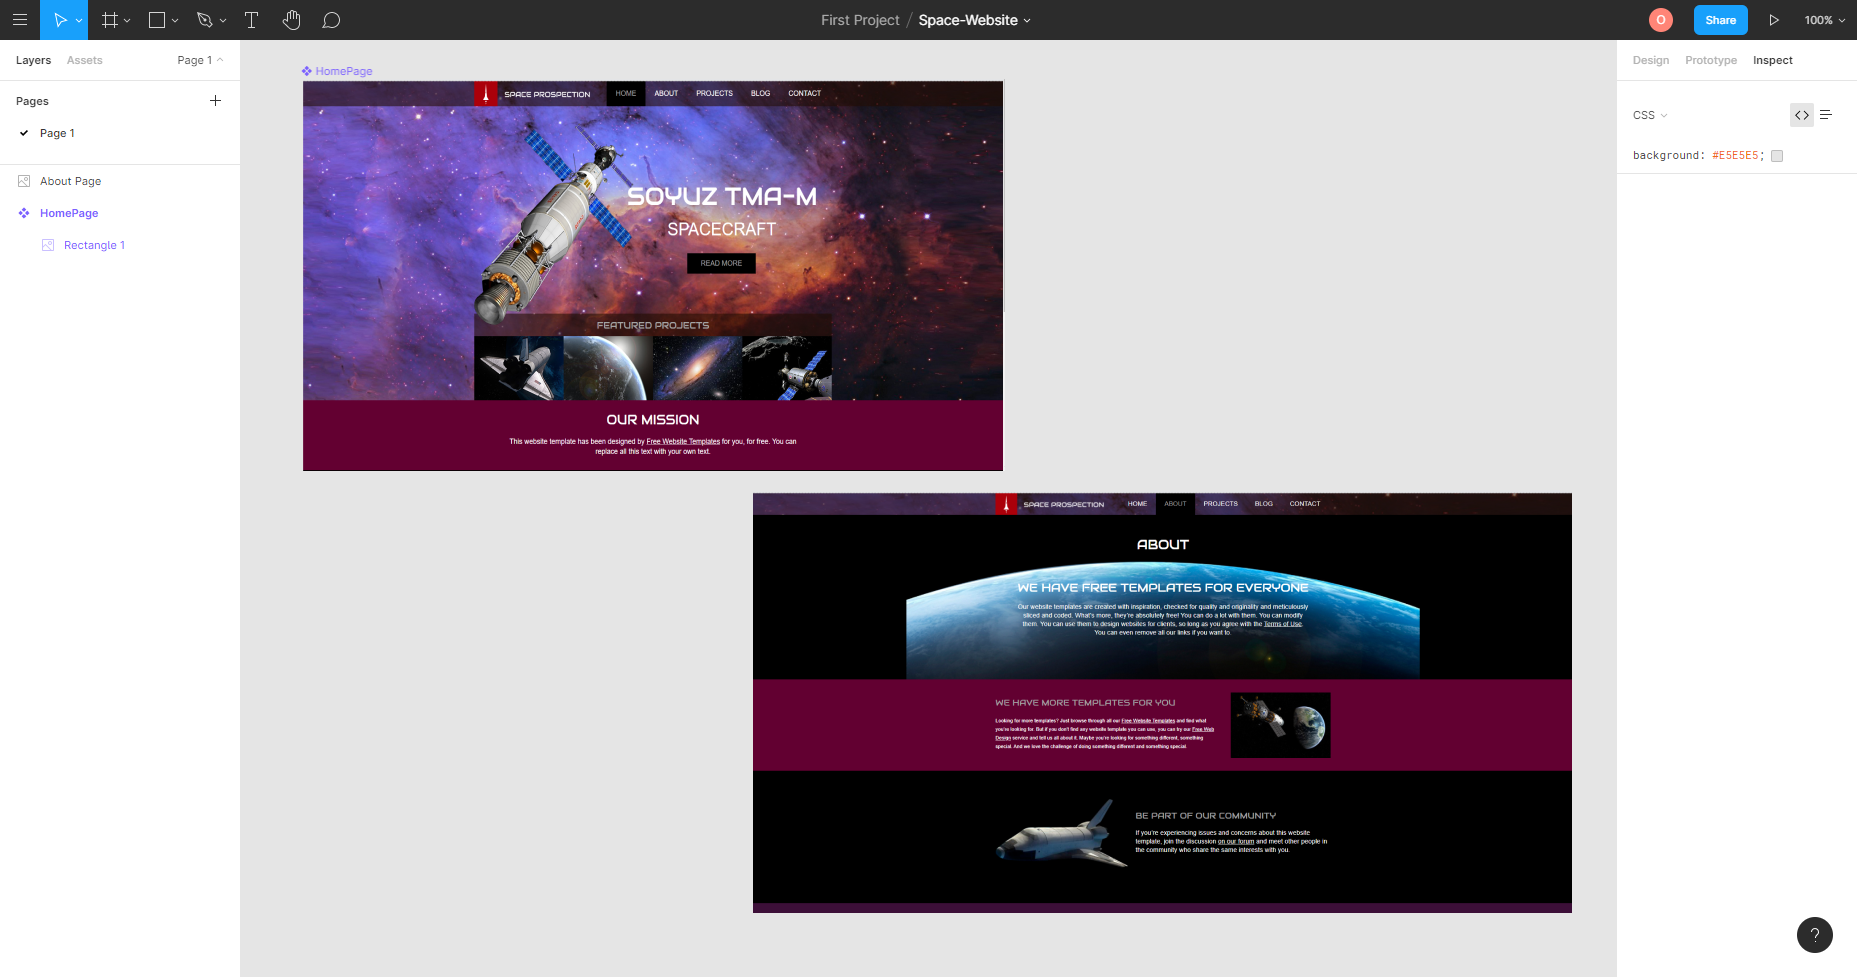 First Project / Space-Website
O
Share
100%
Layers
Assets
Page 1
Pages
Page 1
About Page
HomePage
Rectangle 1
HomePage
SPACE PROSPECTION
HOME
ABOUT
PROJECTS
BLOG
CONTACT
SOYUZ TMA-M
SPACECRAFT
READ MORE
FEATURED PROJECTS
OUR MISSION
This website template has been designed by Free Website Templates for you, for free. You can
replace all this text with your own text.
SPACE PROSPECTION
HOME
ABOUT
PROJECTS
BLOG
CONTACT
ABOUT
WE HAVE FREE TEMPLATES FOR EVERYONE
Our website templates are created with inspiration, checked for quality and originality and meticulously
sliced and coded. What's more, they're absolutely free! You can do a lot with them. You can modify
them. You can use them to design websites for clients, so long as you agree with the Terms of Use.
You can even remove all our links if you want to.
WE HAVE MORE TEMPLATES FOR YOU
Looking for more templates? Just browse through all our Free Website Templates and find what
you're looking for. But if you don't find any website template you can use, you can try our Free Web
Design service and tell us all about it. Maybe you're looking for something different, something
special. And we love the challenge of doing something different and something special.
BE PART OF OUR COMMUNITY
If you're experiencing issues and concerns about this website
template, join the discussion on our forum and meet other people in
the community who share the same interests with you.
Design
Prototype
Inspect
CSS
background: #E5E5E5;
?